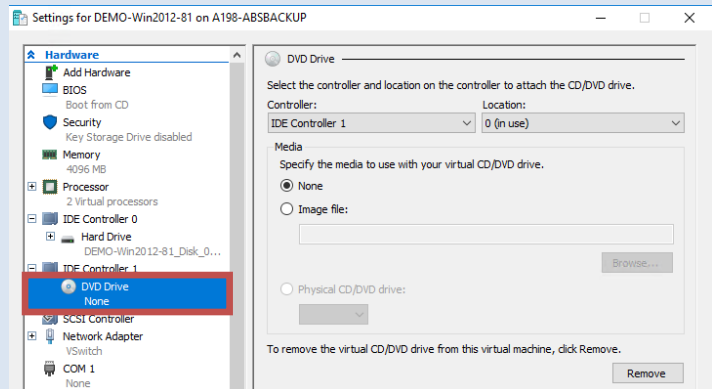 Settings for DEMO-Win2012-81 on A198-ABSBACKUP
Hardware
Add Hardware
BIOS
Boot from CD
Security
Key Storage Drive disabled
Memory
4096 MB
Processor
2 Virtual processors
IDE Controller 0
Hard Drive
DEMO-Win2012-81_Disk_0...
IDE Controller 1
DVD Drive
None
SCSI Controller
Network Adapter
VSwitch
COM 1
None
DVD Drive
Select the controller and location on the controller to attach the CD/DVD drive.
Controller:
Location:
IDE Controller 1
0 (in use)
Media
Specify the media to use with your virtual CD/DVD drive.
None
Image file:
Browse...
Physical CD/DVD drive:
To remove the virtual CD/DVD drive from this virtual machine, click Remove.
Remove